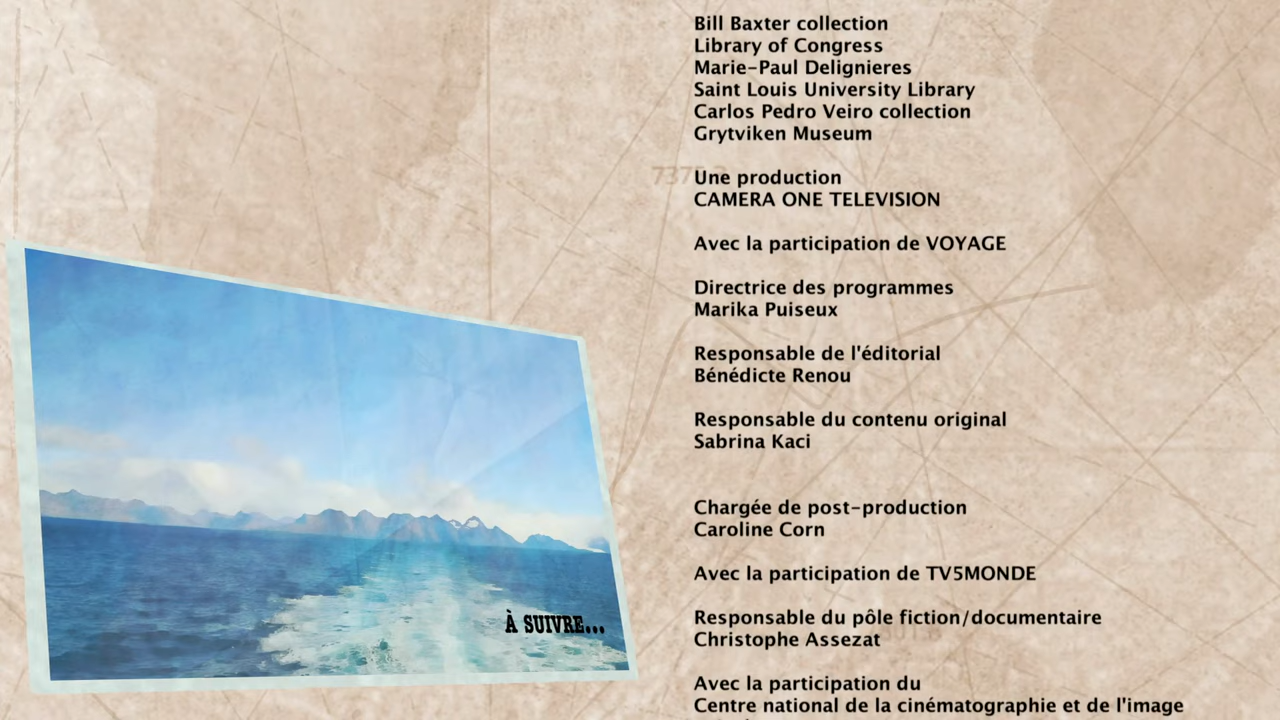 Bill Baxter collection
Library of Congress
Marie-Paul Delignieres
Saint Louis University Library
Carlos Pedro Veiro collection
Grytviken Museum
Une production
CAMERA ONE TELEVISION
Avec la participation de VOYAGE
Directrice des programmes
Marika Puiseux
Responsable de l'éditorial
Bénédicte Renou
Responsable du contenu original
Sabrina Kaci
Chargée de post-production
Caroline Corn
Avec la participation de TV5MONDE
Responsable du pôle fiction/documentaire
Christophe Assezat
Avec la participation du
Centre national de la cinématographie et de l'image
À SUIVRE...